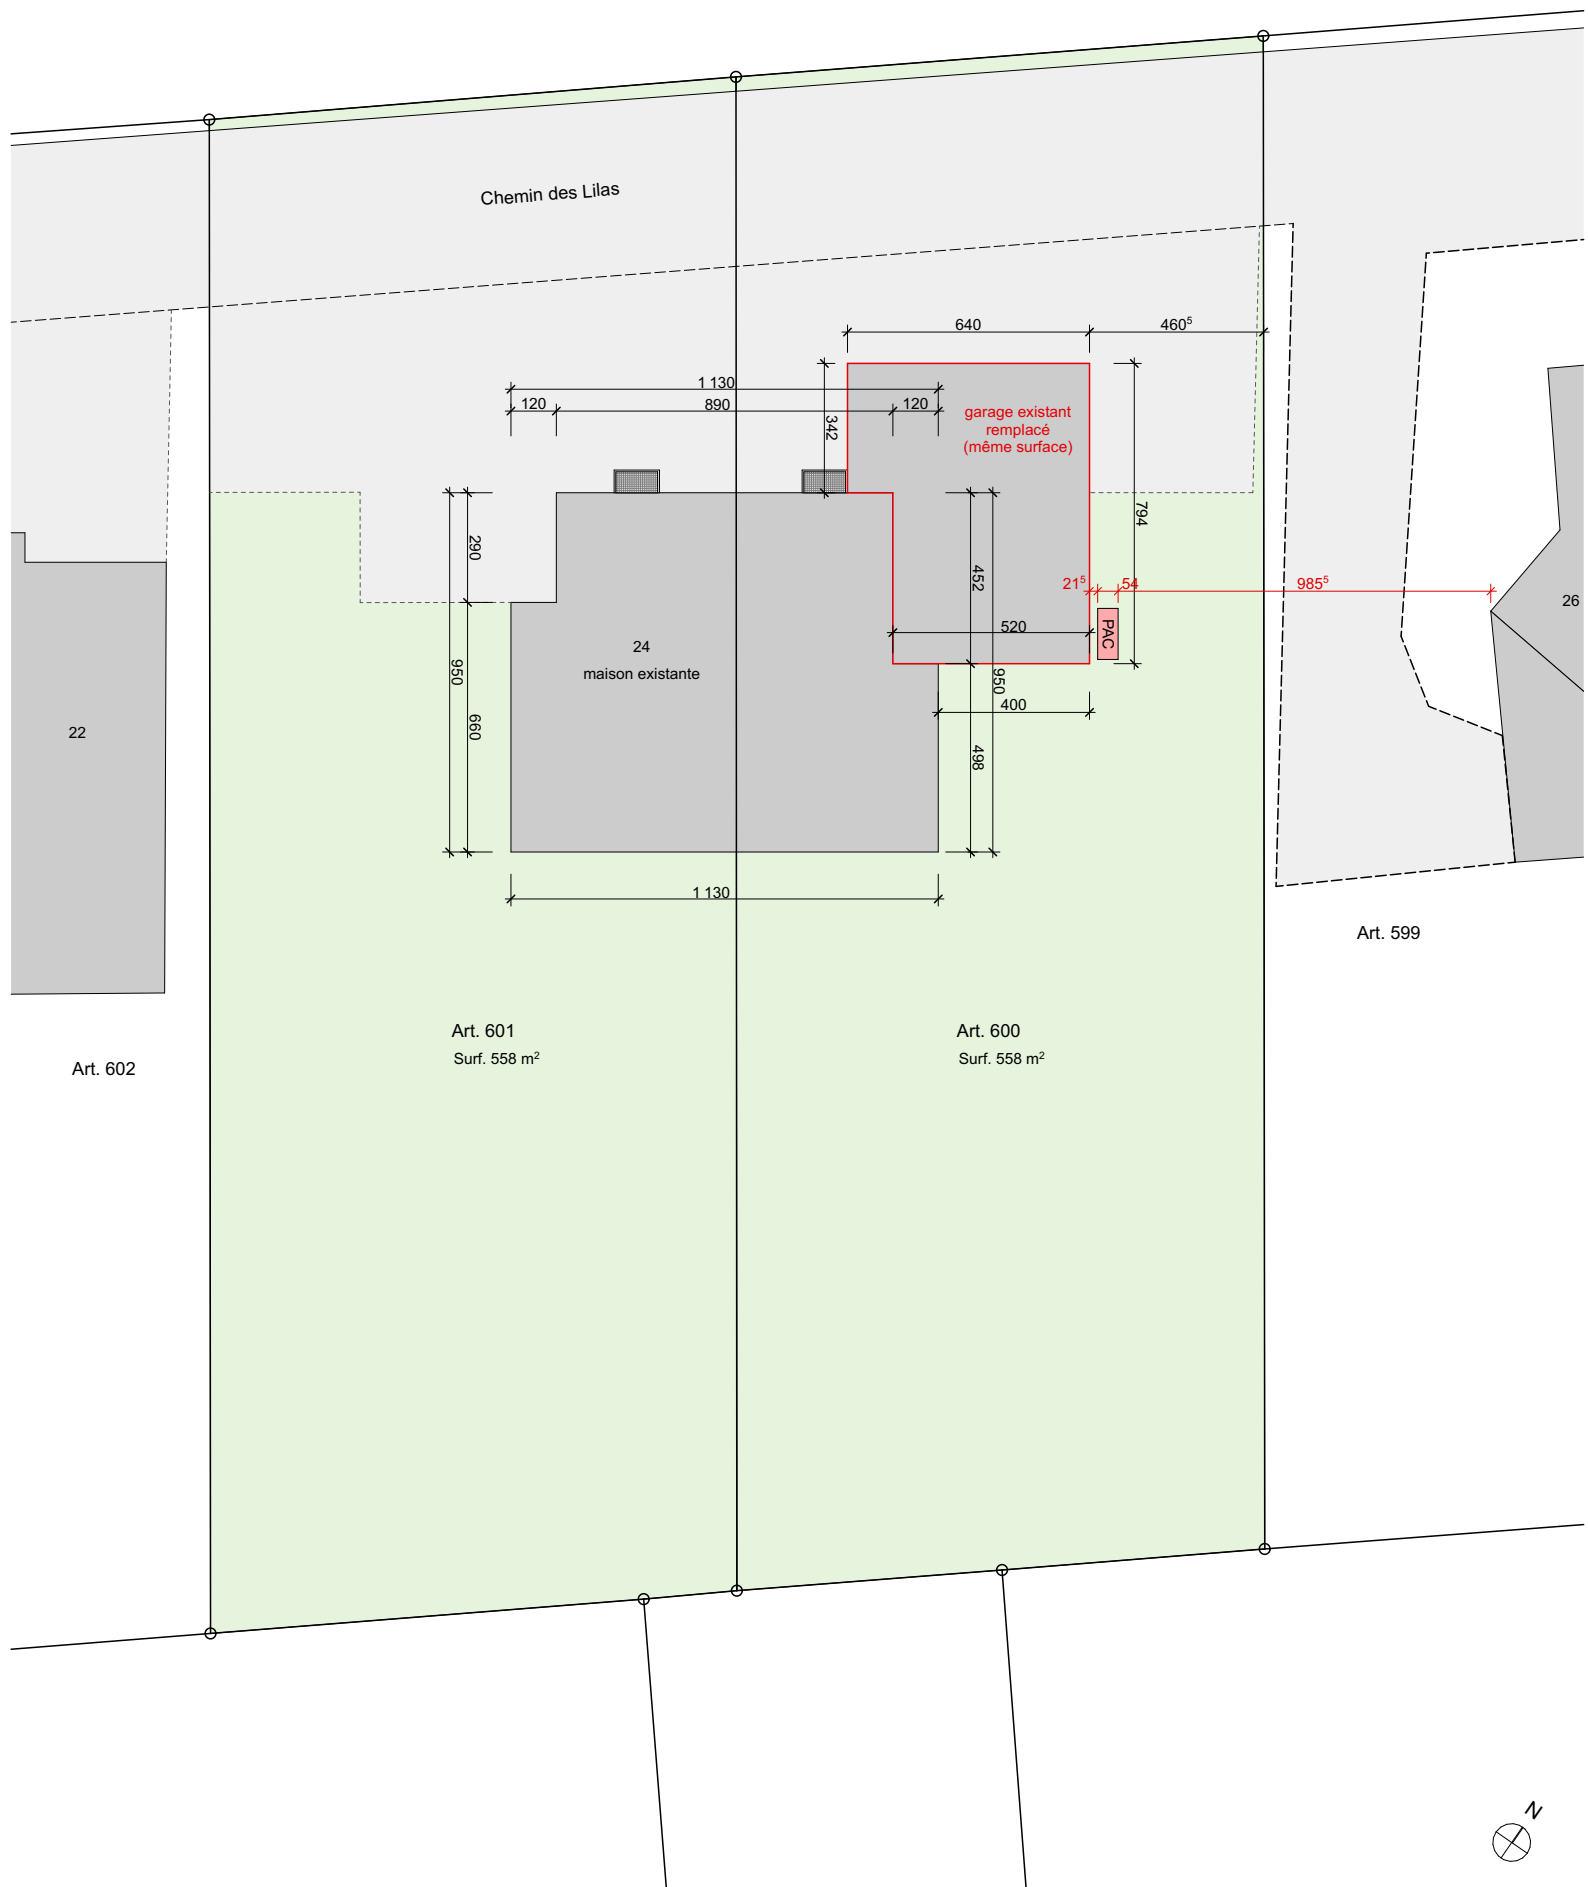 Chemin des Lilas
640
460⁵
1 130
120
890
120
342
garage existant
remplacé
(même surface)
794
290
452
21⁵
54
985⁵
26
PAC
520
24
maison existante
950
950
400
660
498
22
1 130
Art. 599
Art. 601
Surf. 558 m²
Art. 600
Surf. 558 m²
Art. 602
N